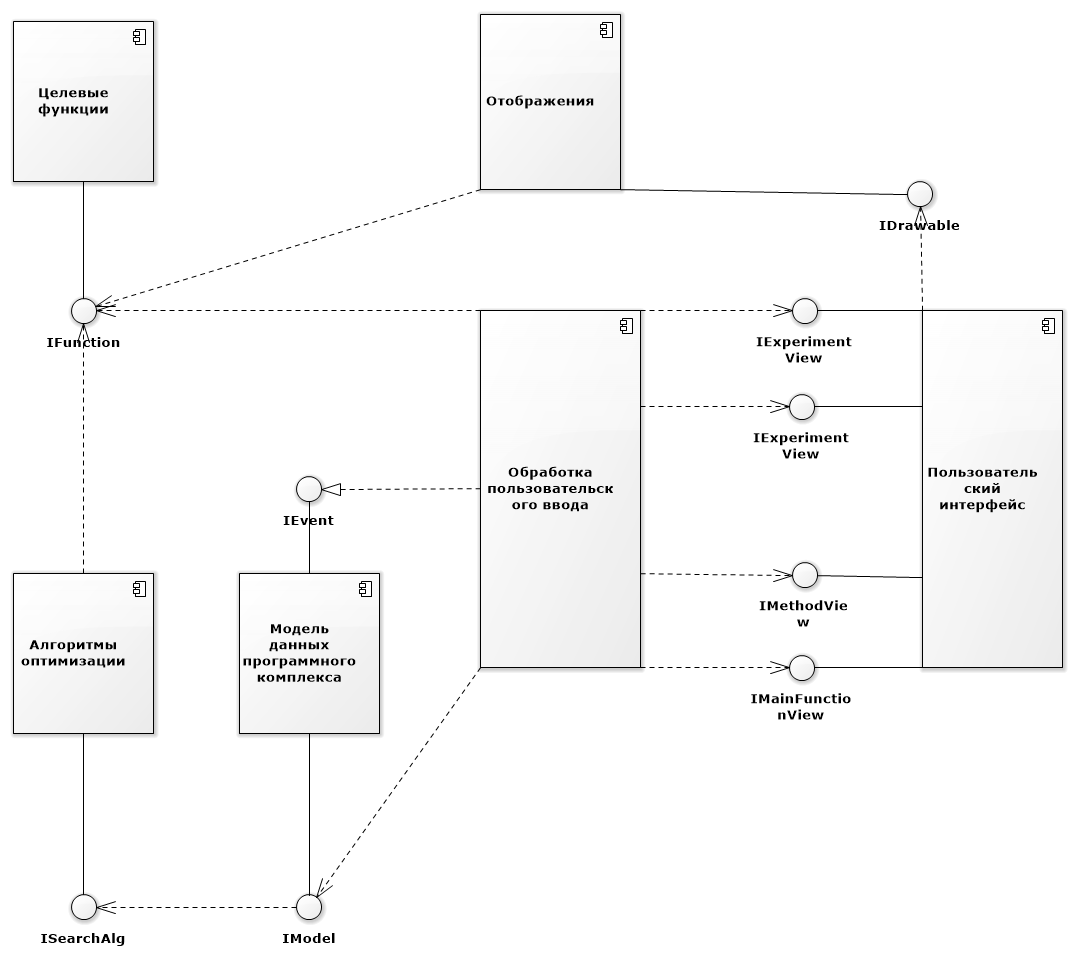 Целевые
функции
Отображения
IDrawable
IFunction
IExperiment
View
IExperiment
View
Обработка
пользовательск
ого ввода
Пользователь
ский
интерфейс
IEvent
IMethodVie
w
Алгоритмы
оптимизации
Модель
данных
программного
комплекса
IMainFunctio
nView
ISearchAlg
IModel